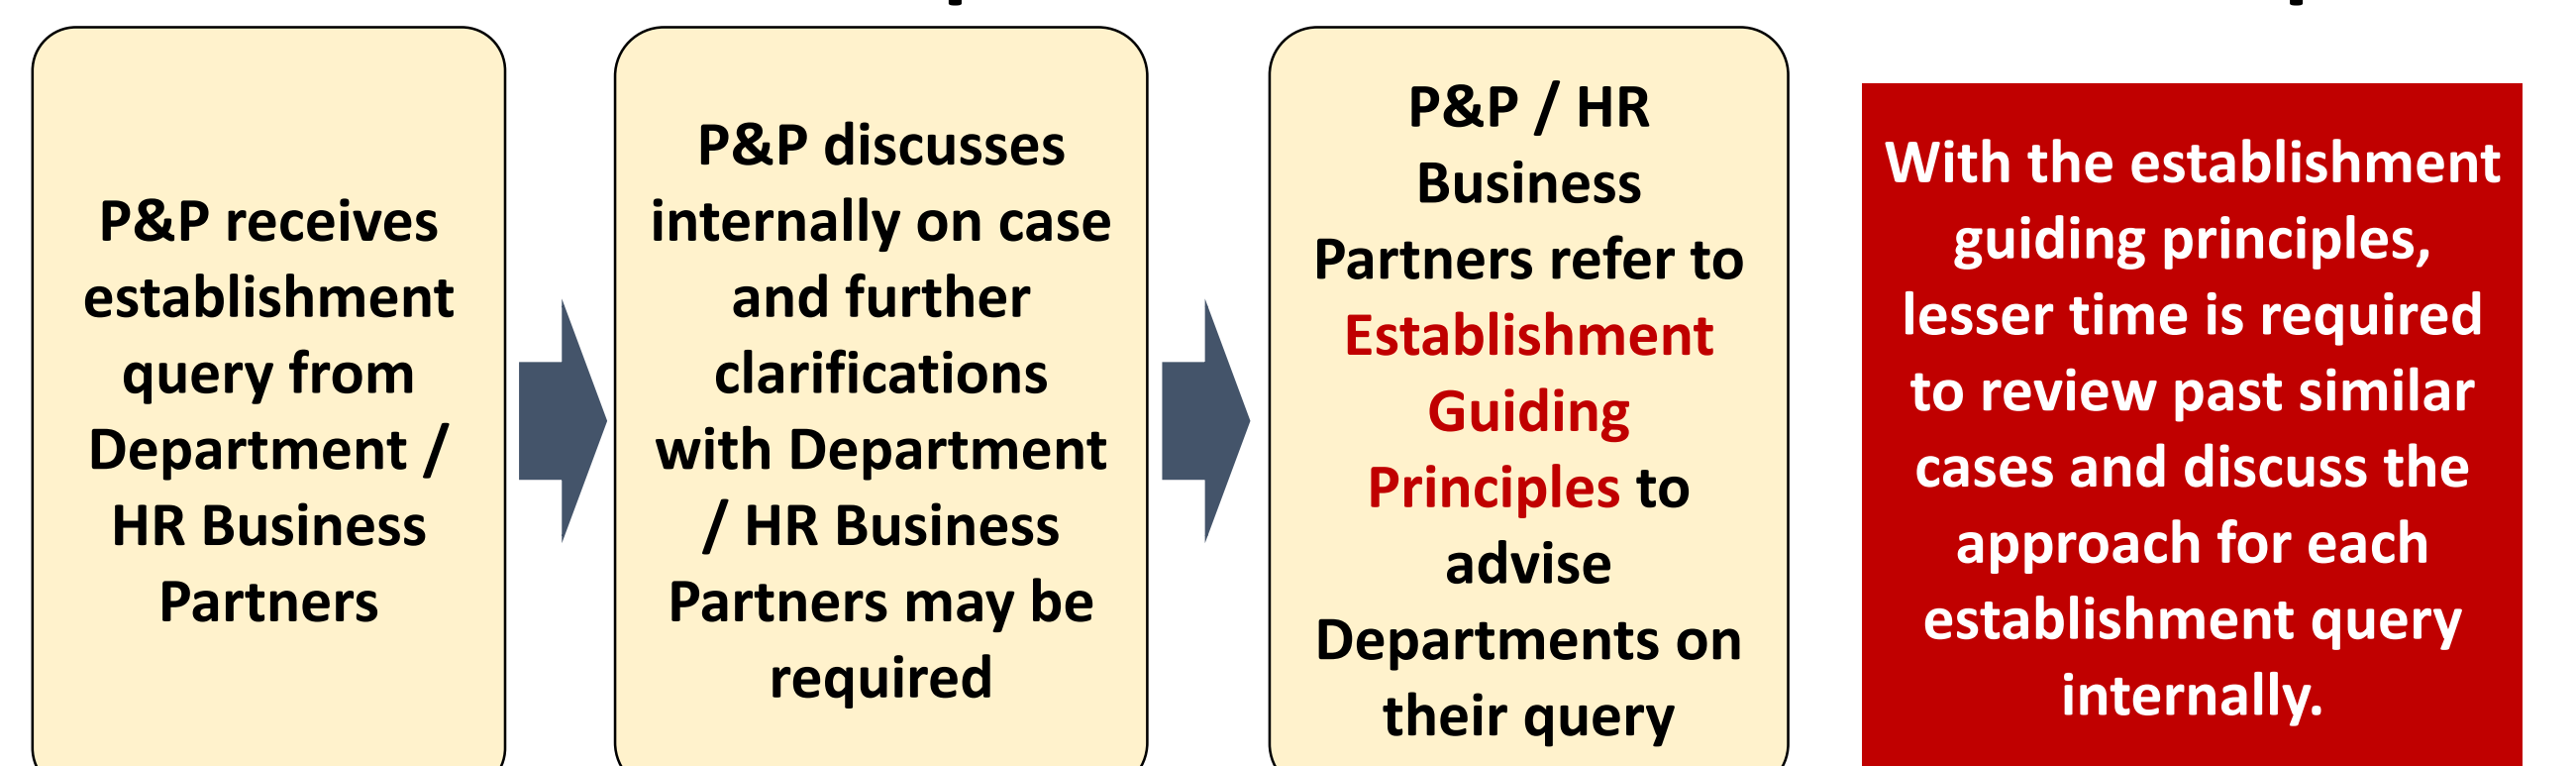 P&P receives
establishment
query from
Department /
HR Business
Partners
P&P discusses
internally on case
and further
clarifications
with Department
/ HR Business
Partners may be
required
P&P / HR
Business
Partners refer to
Establishment
Guiding
Principles to
advise
Departments on
their query
With the establishment
guiding principles,
lesser time is required
to review past similar
cases and discuss the
approach for each
establishment query
internally.